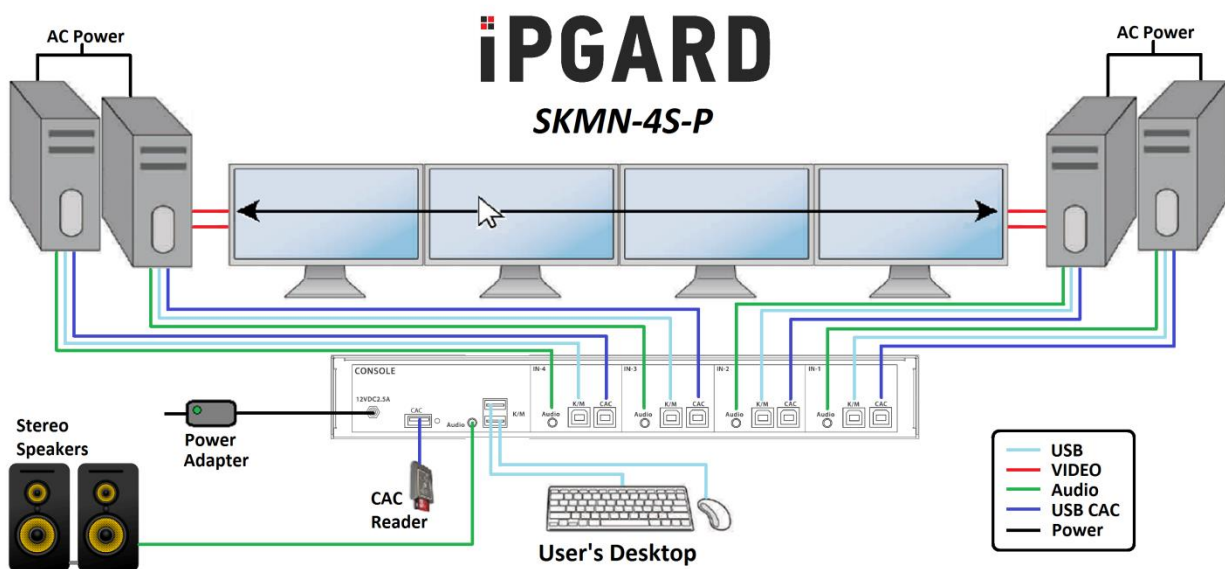 AC Power
iPGARD
AC Power
SKMN-4S-P
CONSOLE
IN-4
IN-3
IN-2
IN-1
12VDC2.5A
CAC
Audio
K/M
Audio
K/M
CAC
Audio
K/M
CAC
Audio
K/M
CAC
Audio
K/M
CAC
Stereo
Speakers
Power
Adapter
CAC
Reader
User's Desktop
USB
VIDEO
Audio
USB CAC
Power